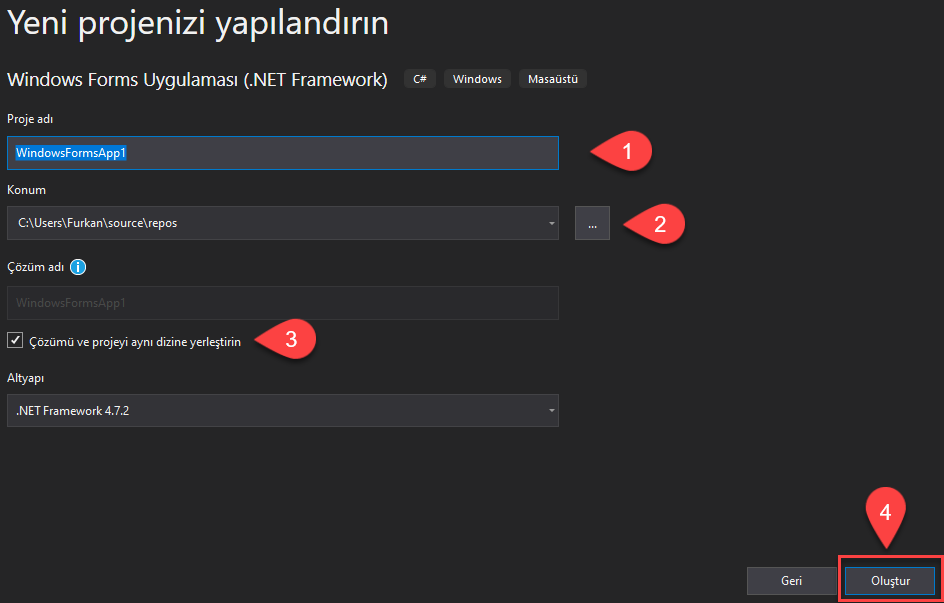 Yeni projenizi yapılandırın
Windows Forms Uygulaması (.NET Framework) C# Windows Masaüstü
Proje adı
WindowsFormsApp1
1
Konum
C:\Users\Furkan\source\repos
...
2
Çözüm adı i
WindowsFormsApp1
Çözümü ve projeyi aynı dizine yerleştirin
3
Altyapı
.NET Framework 4.7.2
4
Geri Oluştur